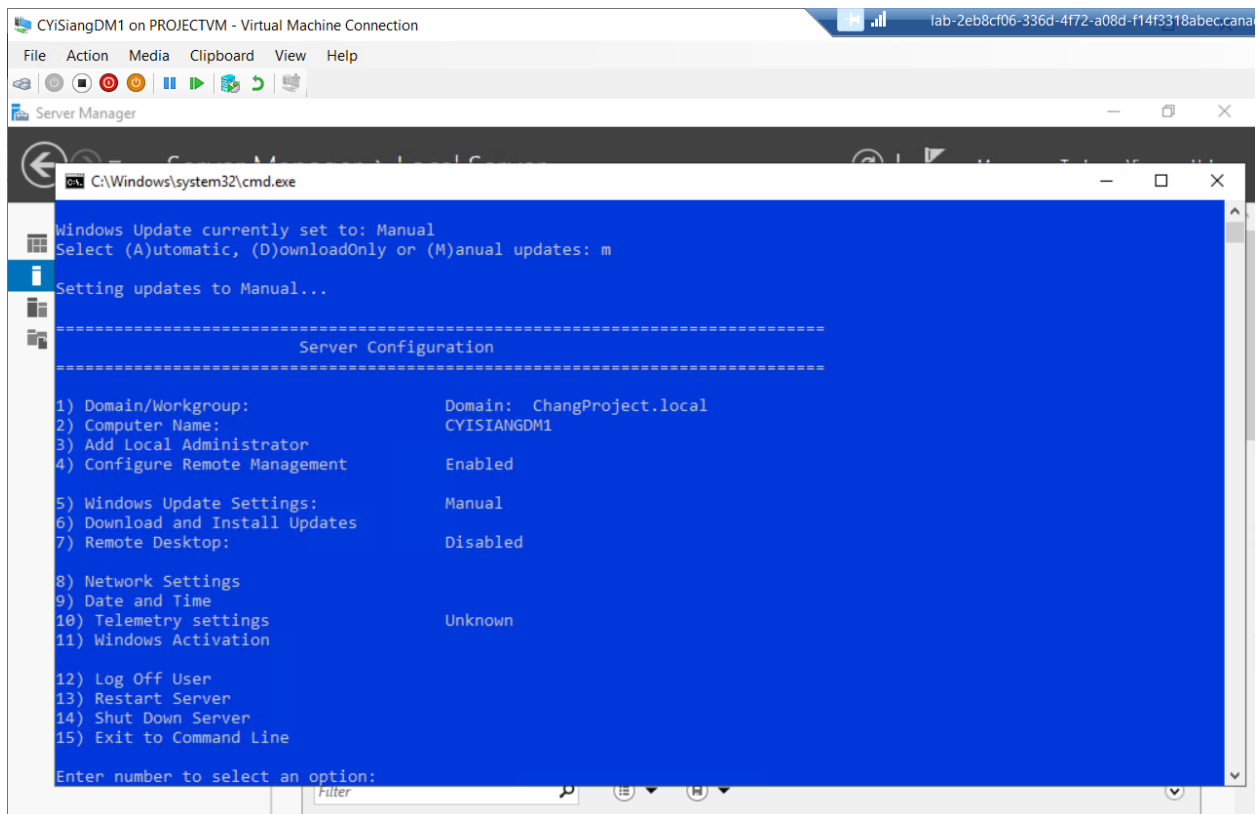 CYiSiangDM1 on PROJECTVM - Virtual Machine Connection
lab-2eb8cf06-336d-4f72-a08d-f14f3318abec.cana
File Action Media Clipboard View Help
Server Manager
Server Manager Local Server
C:\Windows\system32\cmd.exe
Windows Update currently set to: Manual
Select (A)utomatic, (D)ownloadOnly or (M)anual updates: m
Setting updates to Manual...
===============================================================================
Server Configuration
===============================================================================
1) Domain/Workgroup: Domain: ChangProject.local
2) Computer Name: CYISIANGDM1
3) Add Local Administrator
4) Configure Remote Management Enabled
5) Windows Update Settings: Manual
6) Download and Install Updates
7) Remote Desktop: Disabled
8) Network Settings
9) Date and Time
10) Telemetry settings Unknown
11) Windows Activation
12) Log Off User
13) Restart Server
14) Shut Down Server
15) Exit to Command Line
Enter number to select an option:
Filter